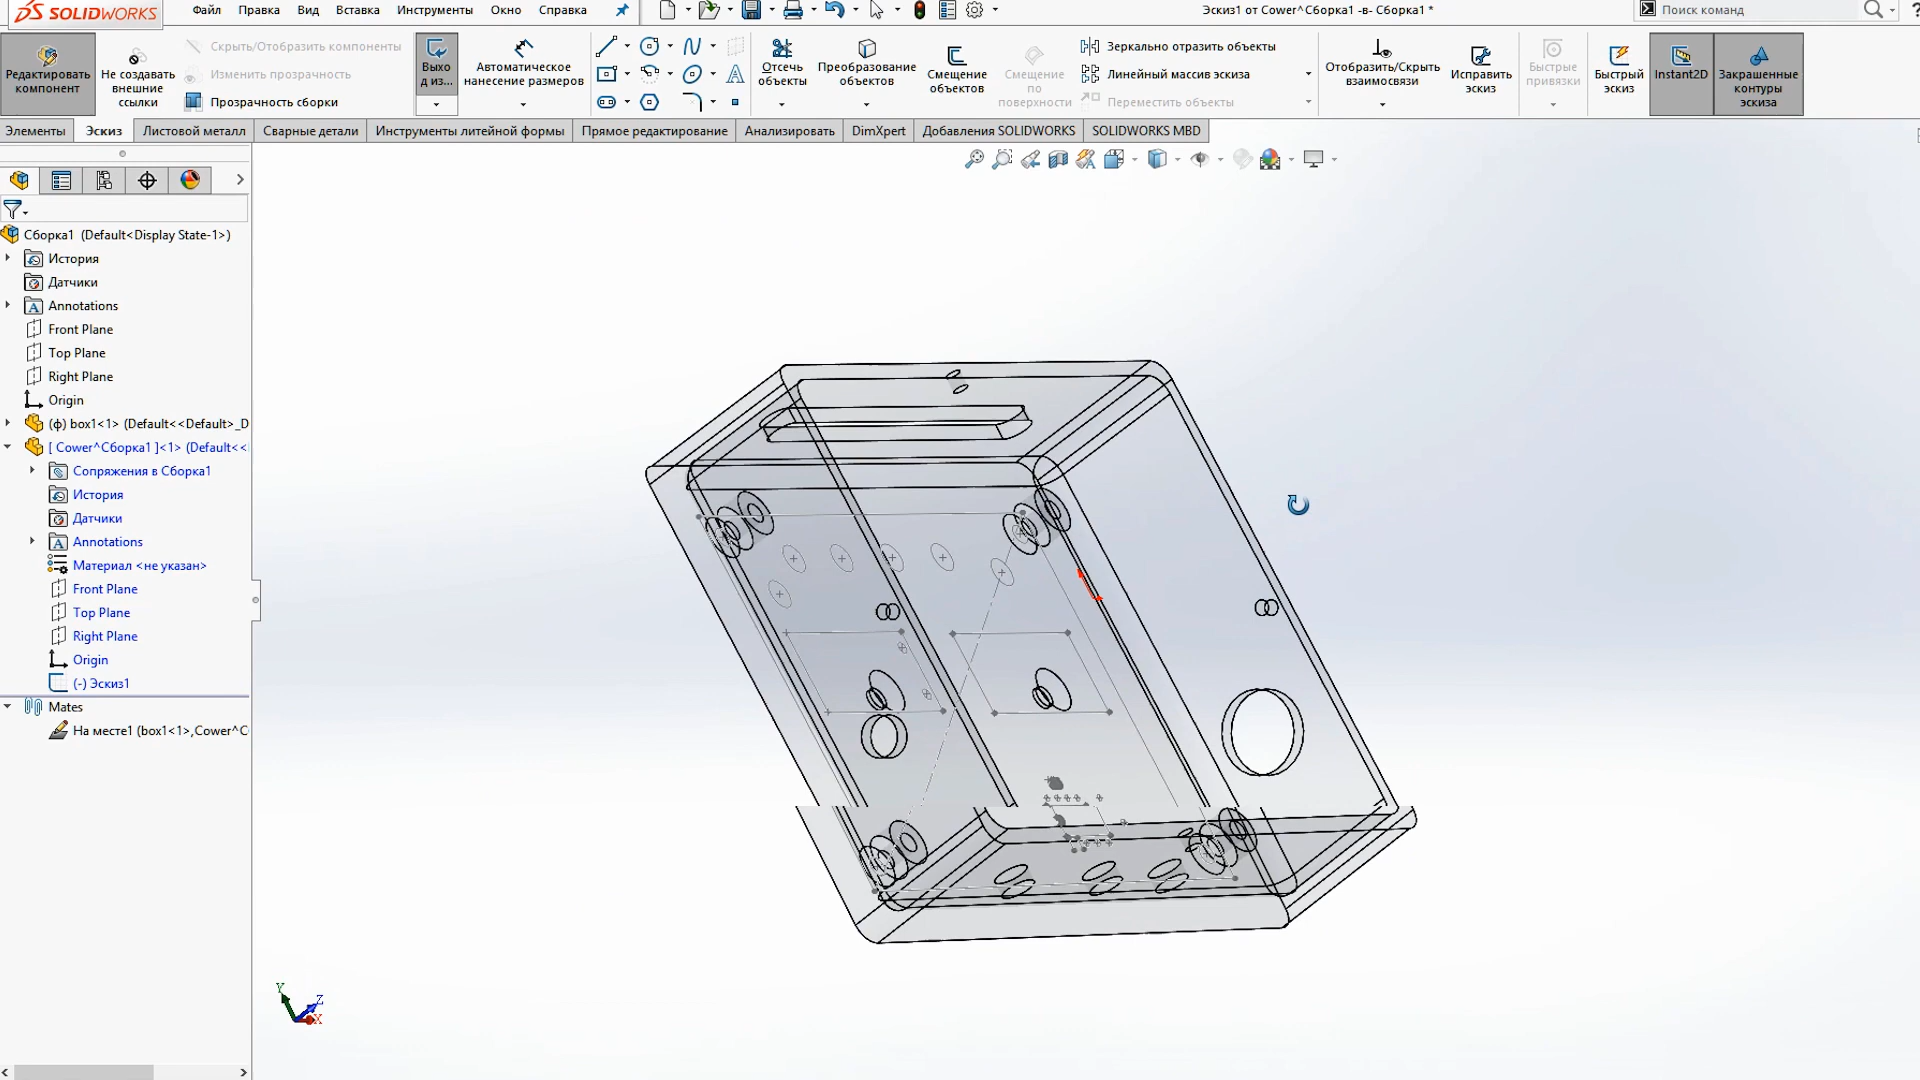 SOLIDWORKS
Файл Правка Вид Вставка Инструменты Окно Справка
Эскиз1 от Cower^Сборка1 -в- Сборка1 *
Поиск команд
Редактировать компонент
Не создавать внешние ссылки
Скрыть/Отобразить компоненты
Изменить прозрачность
Прозрачность сборки
Выхо
д из...
Автоматическое нанесение размеров
Отсечь объекты
Преобразование объектов
Смещение объектов
Смещение по поверхности
Зеркально отразить объекты
Линейный массив эскиза
Переместить объекты
Отобразить/Скрыть взаимосвязи
Исправить эскиз
Быстрые привязки
Быстрый эскиз
Instant2D
Закрашенные контуры эскиза
Элементы Эскиз Листовой металл Сварные детали Инструменты литейной формы Прямое редактирование Анализировать DimXpert Добавления SOLIDWORKS SOLIDWORKS MBD
Сборка1 (Default<Display State-1>)
История
Датчики
Annotations
Front Plane
Top Plane
Right Plane
Origin
(ф) box1<1> (Default<<Default>_D
[ Cower^Сборка1 ]<1> (Default<<
Сопряжения в Сборка1
История
Датчики
Annotations
Материал <не указан>
Front Plane
Top Plane
Right Plane
Origin
(-) Эскиз1
Mates
На месте1 (box1<1>,Cower^С
Y
Z
X